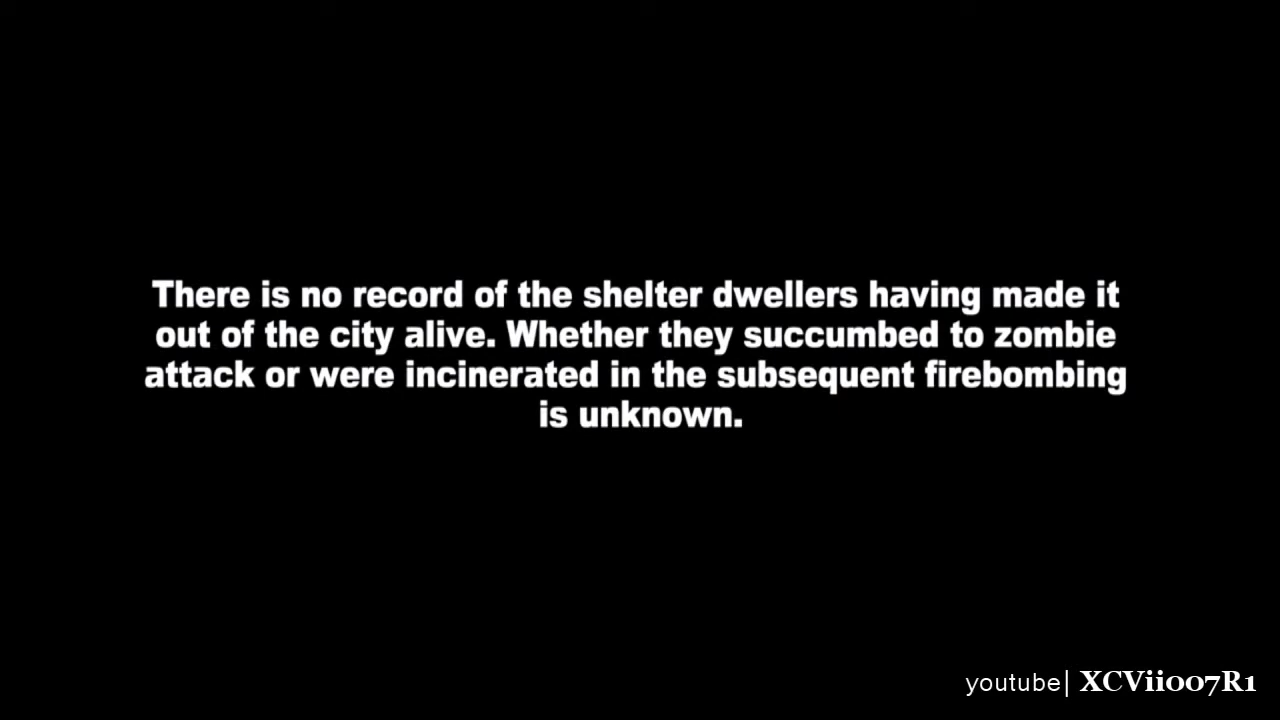 There is no record of the shelter dwellers having made it
out of the city alive. Whether they succumbed to zombie
attack or were incinerated in the subsequent firebombing
is unknown.
youtube| XCVii007R1